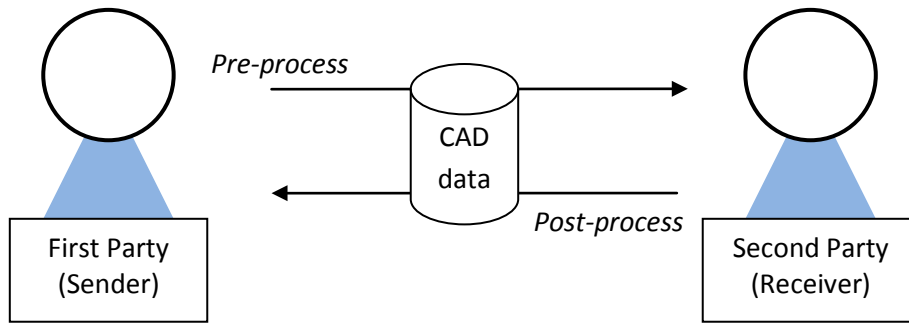 Pre-process
CAD
data
Post-process
First Party
(Sender)
Second Party
(Receiver)